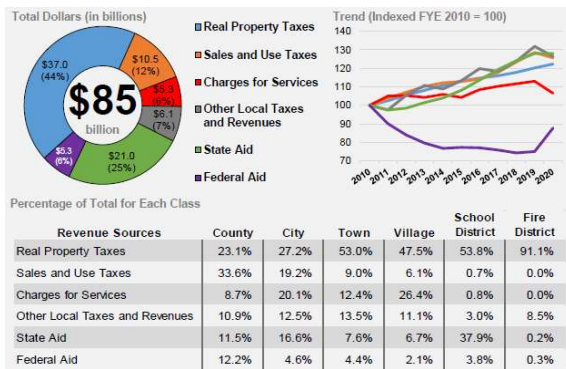 Total Dollars (in billions)
$37.0
(44%)
$10.5
(12%)
$5.3
(6%)
$6.1
(7%)
$21.0
(25%)
$5.3
(6%)
$85
billion
Real Property Taxes
Sales and Use Taxes
Charges for Services
Other Local Taxes
and Revenues
State Aid
Federal Aid
Trend (Indexed FYE 2010 = 100)
140
130
120
110
100
90
80
70
2010 2011 2012 2013 2014 2015 2016 2017 2018 2019 2020
Percentage of Total for Each Class
Revenue Sources County City Town Village School District Fire District
Real Property Taxes 23.1% 27.2% 53.0% 47.5% 53.8% 91.1%
Sales and Use Taxes 33.6% 19.2% 9.0% 6.1% 0.7% 0.0%
Charges for Services 8.7% 20.1% 12.4% 26.4% 0.8% 0.0%
Other Local Taxes and Revenues 10.9% 12.5% 13.5% 11.1% 3.0% 8.5%
State Aid 11.5% 16.6% 7.6% 6.7% 37.9% 0.2%
Federal Aid 12.2% 4.6% 4.4% 2.1% 3.8% 0.3%